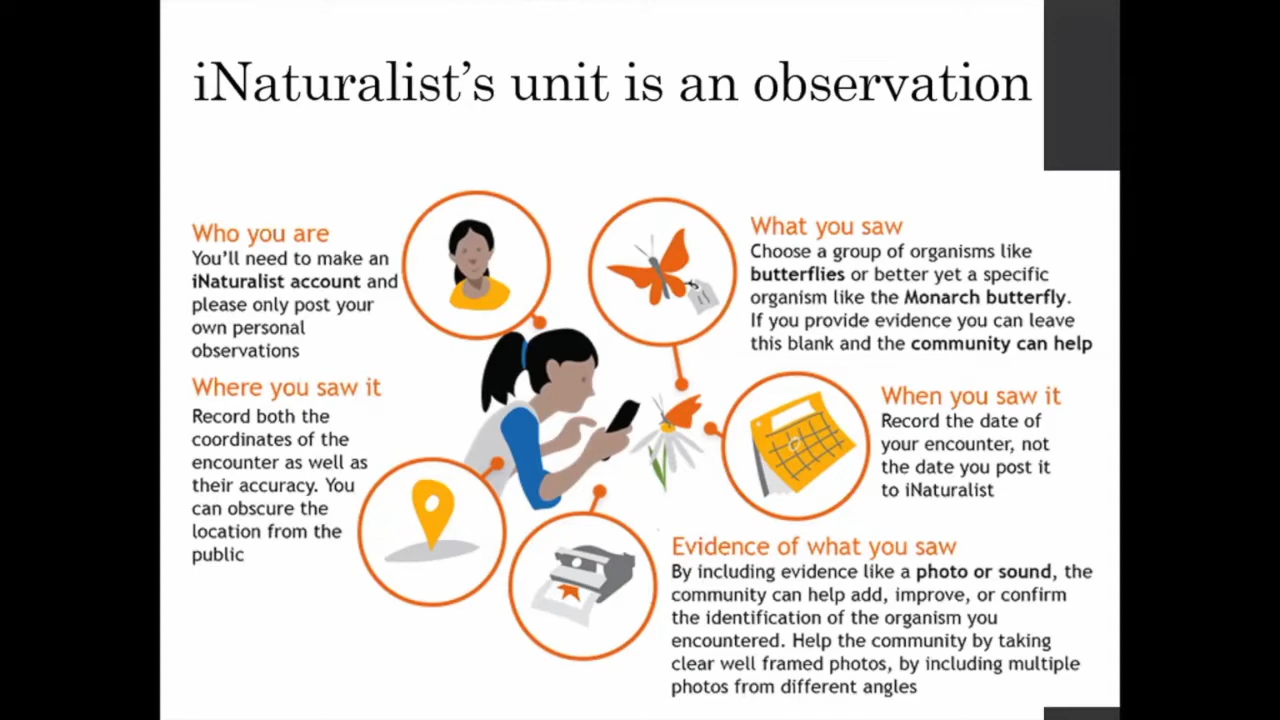 iNaturalist’s unit is an observation
Who you are
You’ll need to make an
iNaturalist account and
please only post your
own personal
observations
What you saw
Choose a group of organisms like
butterflies or better yet a specific
organism like the Monarch butterfly.
If you provide evidence you can leave
this blank and the community can help
Where you saw it
Record both the
coordinates of the
encounter as well as
their accuracy. You
can obscure the
location from the
public
When you saw it
Record the date of
your encounter, not
the date you post it
to iNaturalist
Evidence of what you saw
By including evidence like a photo or sound, the
community can help add, improve, or confirm
the identification of the organism you
encountered. Help the community by taking
clear well framed photos, by including multiple
photos from different angles